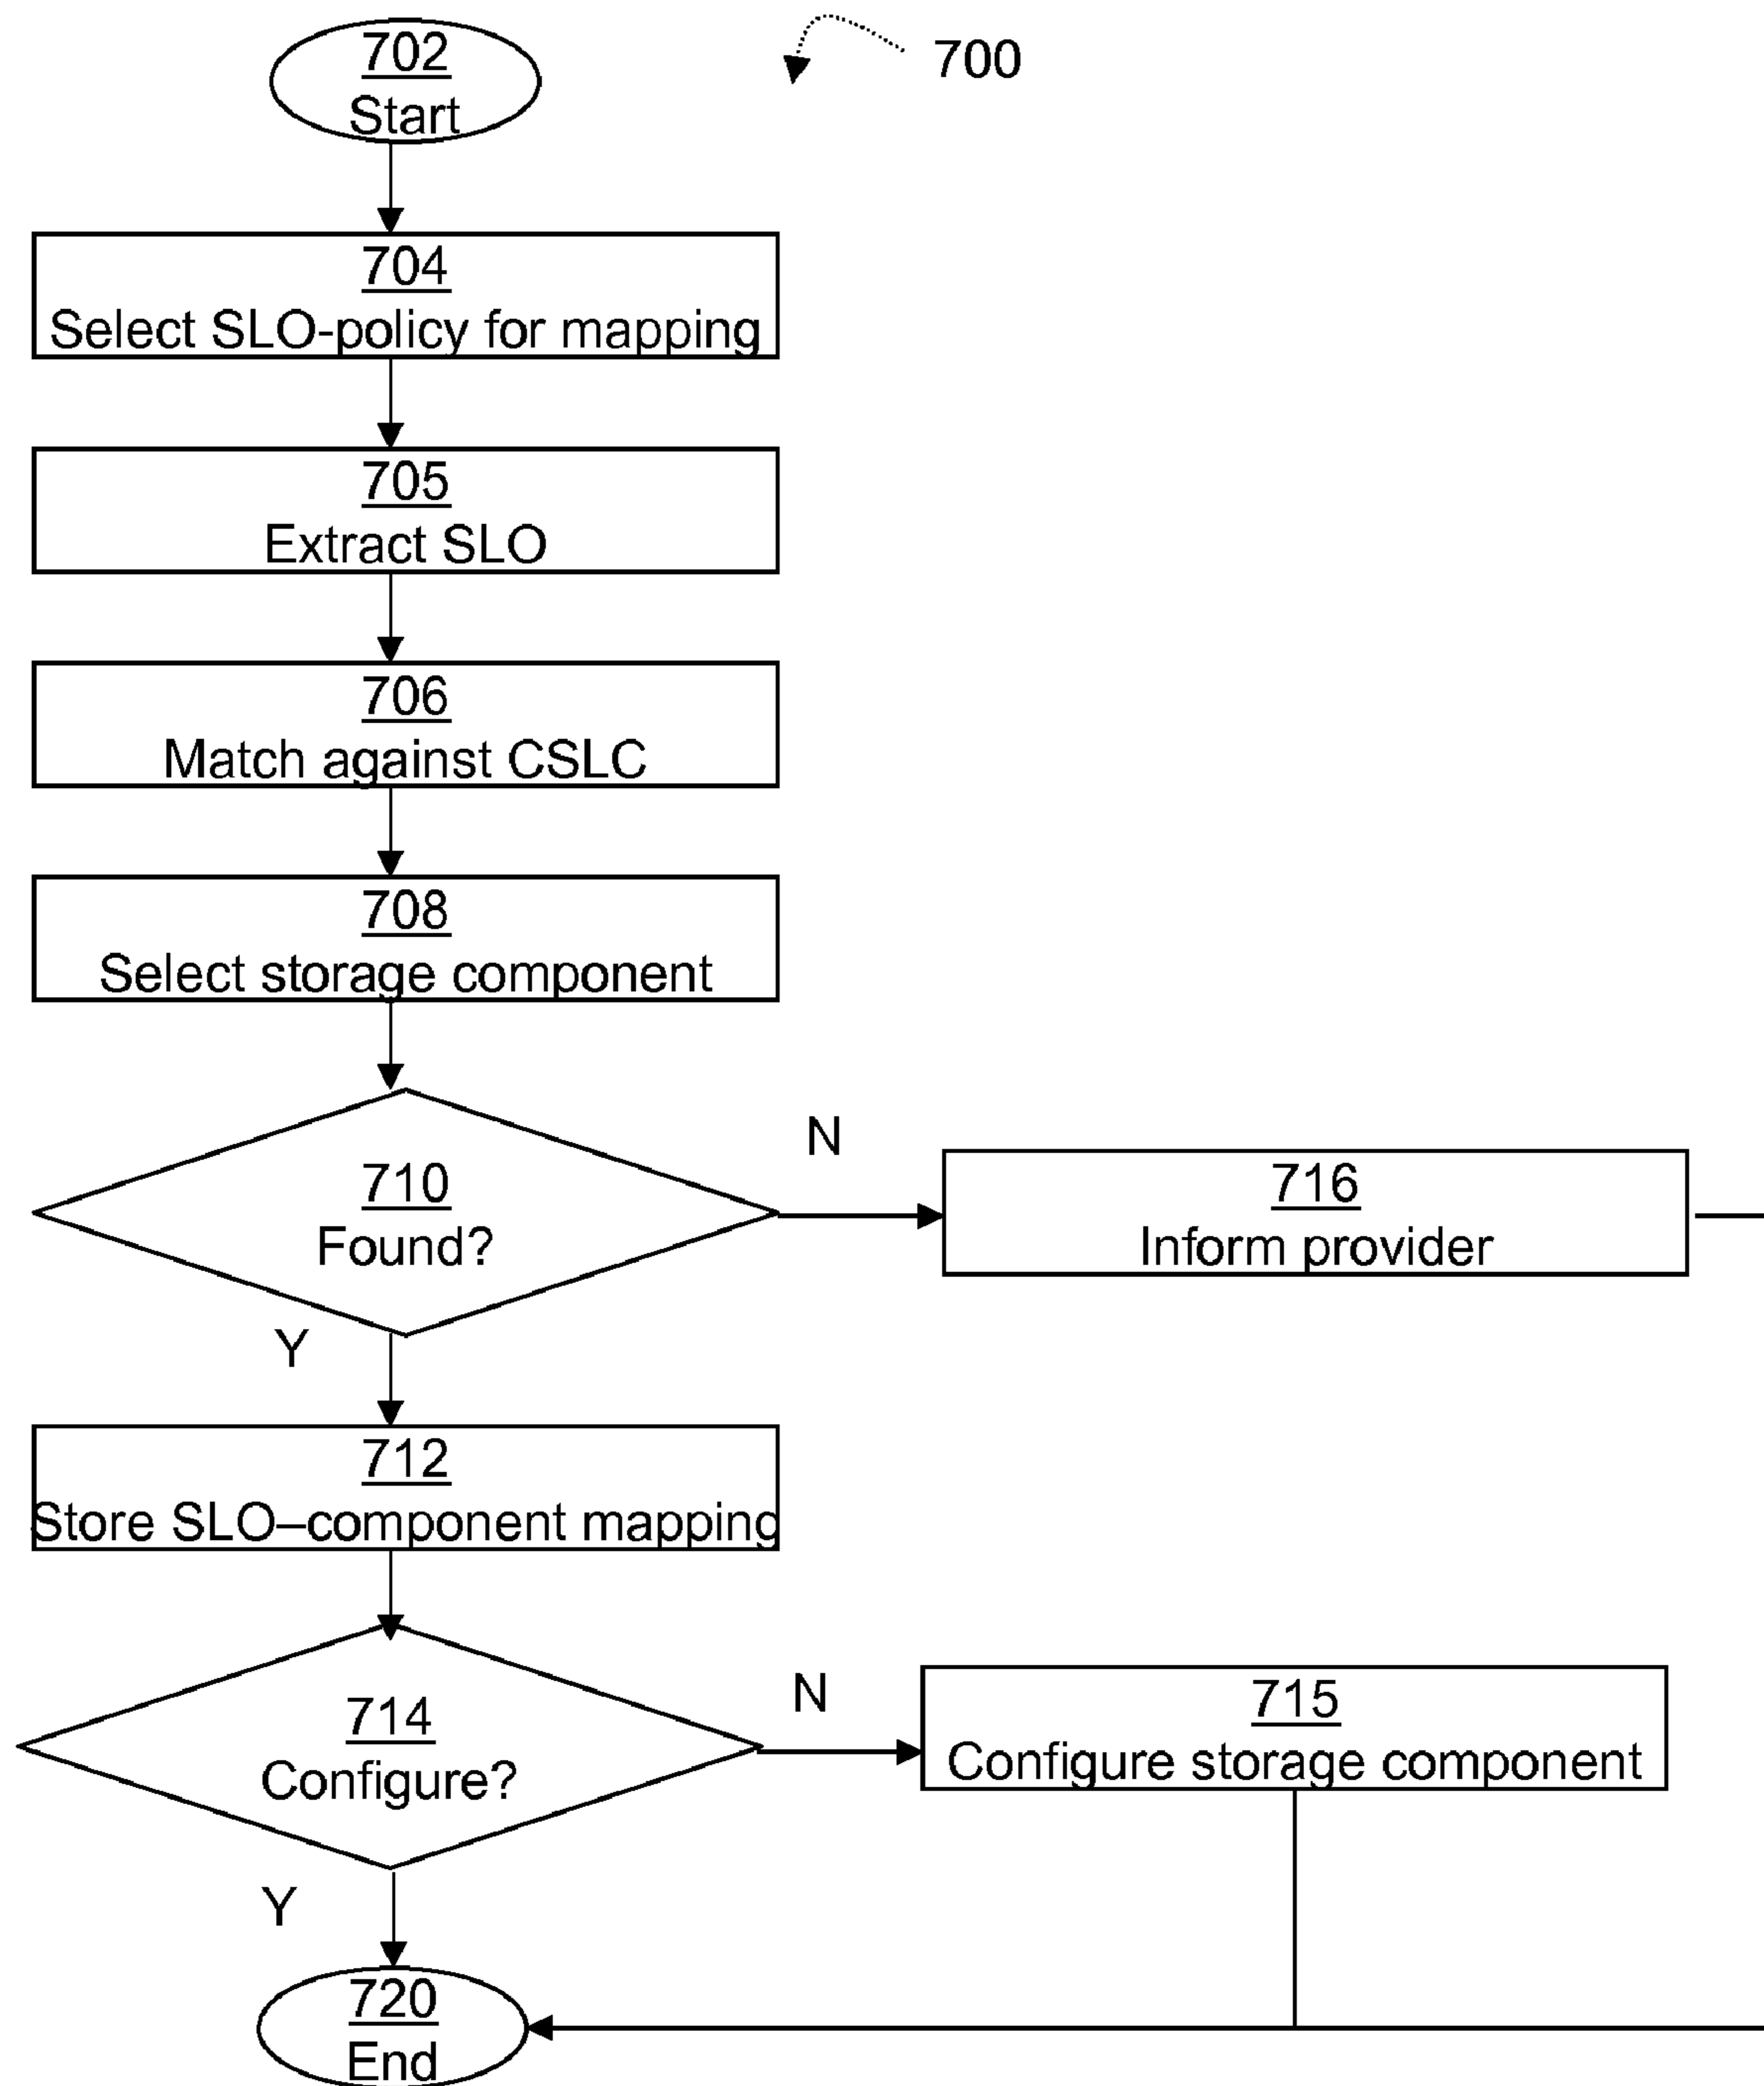 702
Start
700
704
Select SLO-policy for mapping
705
Extract SLO
706
Match against CSLC
708
Select storage component
710
Found?
N
716
Inform provider
Y
712
Store SLO–component mapping
714
Configure?
N
715
Configure storage component
Y
720
End